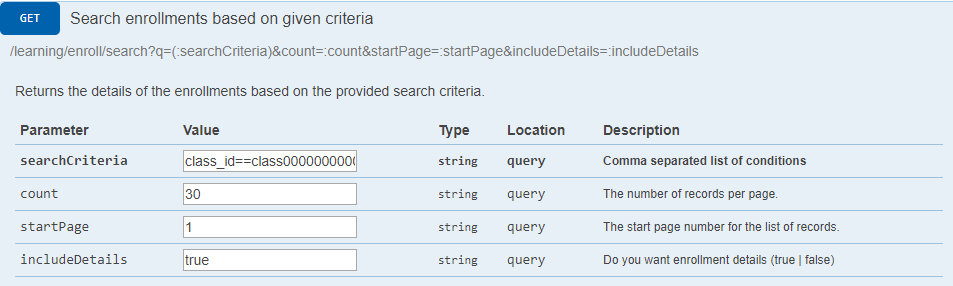 GET Search enrollments based on given criteria
/learning/enroll/search?q=(:searchCriteria)&count=:count&startPage=:startPage&includeDetails=:includeDetails
Returns the details of the enrollments based on the provided search criteria.
Parameter Value Type Location Description
searchCriteria class_id==class0000000000 string query Comma separated list of conditions
count 30 string query The number of records per page.
startPage 1 string query The start page number for the list of records.
includeDetails true string query Do you want enrollment details (true | false)